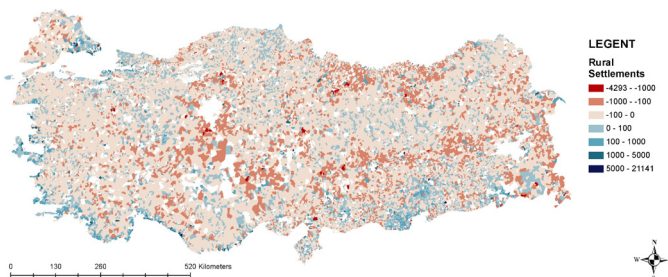 LEGENT
Rural
Settlements
-4293 - -1000
-1000 - -100
-100 - 0
0 - 100
100 - 1000
1000 - 5000
5000 - 21141
0 130 260 520 Kilometers
N
W E
S